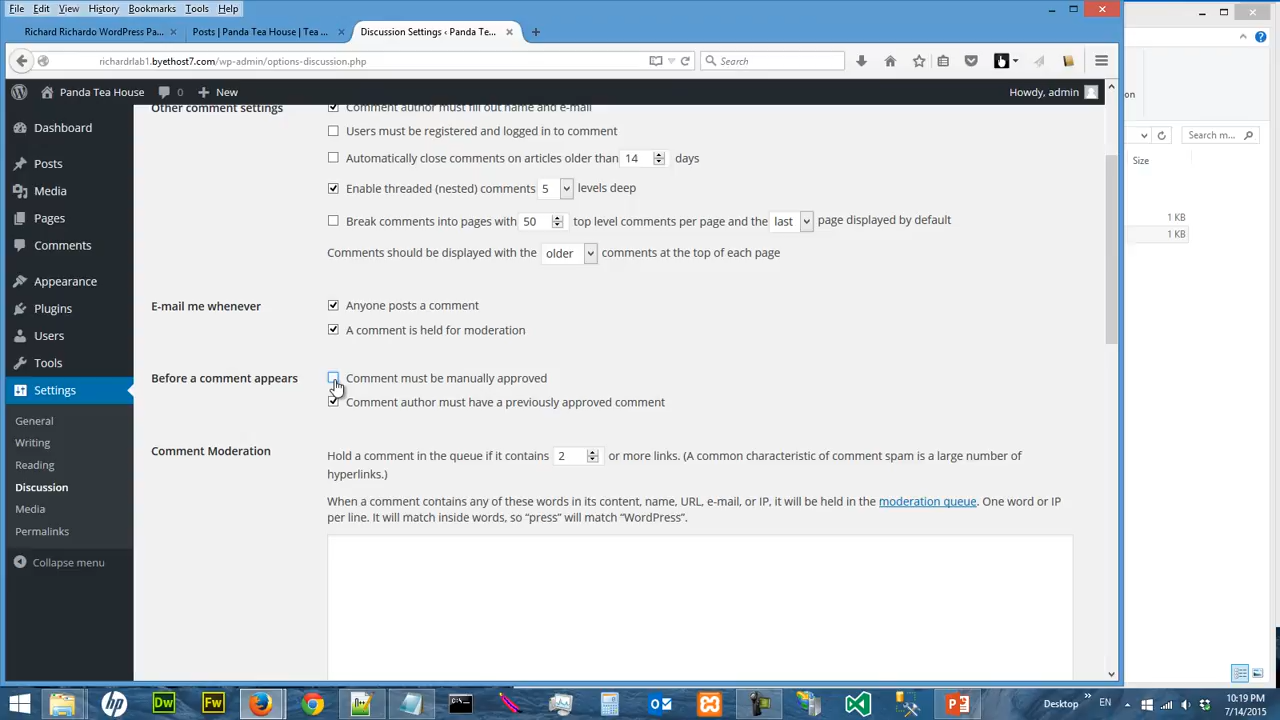 File Edit View History Bookmarks Tools Help
Richard Richardo WordPress Pa... × Posts | Panda Tea House | Tea ... × Discussion Settings ‹ Panda Te... × +
richardrlab1.byethost7.com/wp-admin/options-discussion.php Search
Panda Tea House 0 + New Howdy, admin
on
Search m...
Size
1 KB
1 KB
Dashboard
Posts
Media
Pages
Comments
Appearance
Plugins
Users
Tools
Settings
General
Writing
Reading
Discussion
Media
Permalinks
Collapse menu
Other comment settings Comment author must fill out name and e-mail
Users must be registered and logged in to comment
Automatically close comments on articles older than 14 days
Enable threaded (nested) comments 5 levels deep
Break comments into pages with 50 top level comments per page and the last page displayed by default
Comments should be displayed with the older comments at the top of each page
E-mail me whenever Anyone posts a comment
A comment is held for moderation
Before a comment appears Comment must be manually approved
Comment author must have a previously approved comment
Comment Moderation Hold a comment in the queue if it contains 2 or more links. (A common characteristic of comment spam is a large number of
hyperlinks.)
When a comment contains any of these words in its content, name, URL, e-mail, or IP, it will be held in the moderation queue. One word or IP
per line. It will match inside words, so “press” will match “WordPress”.
hp Dw Fw Desktop » EN 10:19 PM
7/14/2015